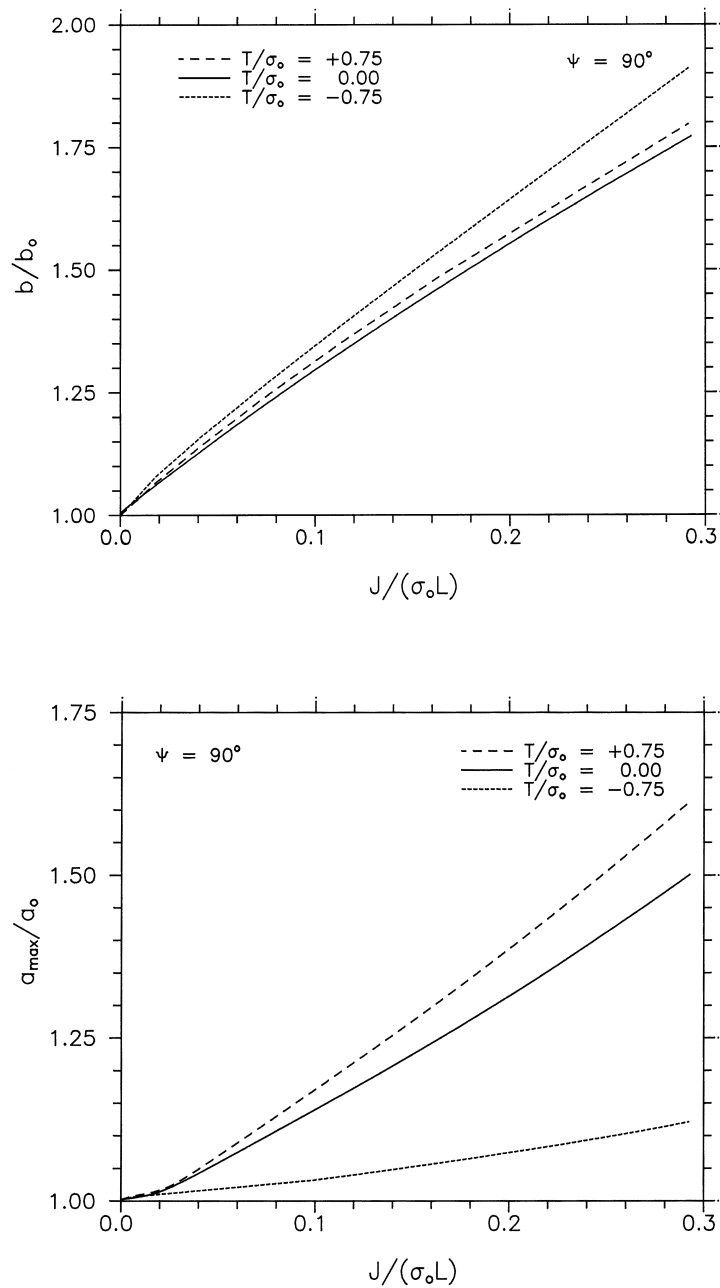 2.00
T/σₒ = +0.75
ψ = 90°
T/σₒ = 0.00
T/σₒ = −0.75
1.75
b/bₒ
1.50
1.25
1.00
0.0 0.1 0.2 0.3
J/(σₒL)
1.75
ψ = 90°
T/σₒ = +0.75
T/σₒ = 0.00
T/σₒ = −0.75
1.50
aₘₐₓ/aₒ
1.25
1.00
0.0 0.1 0.2 0.3
J/(σₒL)